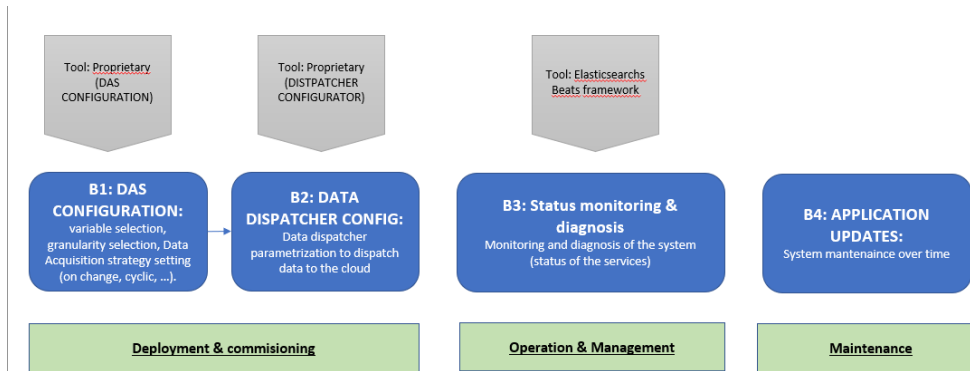 Tool: Proprietary
(DAS
CONFIGURATION)
Tool: Proprietary
(DISTPATCHER
CONFIGURATOR)
Tool: Elasticsearchs
Beats framework
B1: DAS
CONFIGURATION:
variable selection,
granularity selection, Data
Acquisition strategy setting
(on change, cyclic, ...).
B2: DATA
DISPATCHER CONFIG:
Data dispatcher
parametrization to dispatch
data to the cloud
B3: Status monitoring &
diagnosis
Monitoring and diagnosis of the system
(status of the services)
B4: APPLICATION
UPDATES:
System mantenaince over time
Deployment & commisioning
Operation & Management
Maintenance